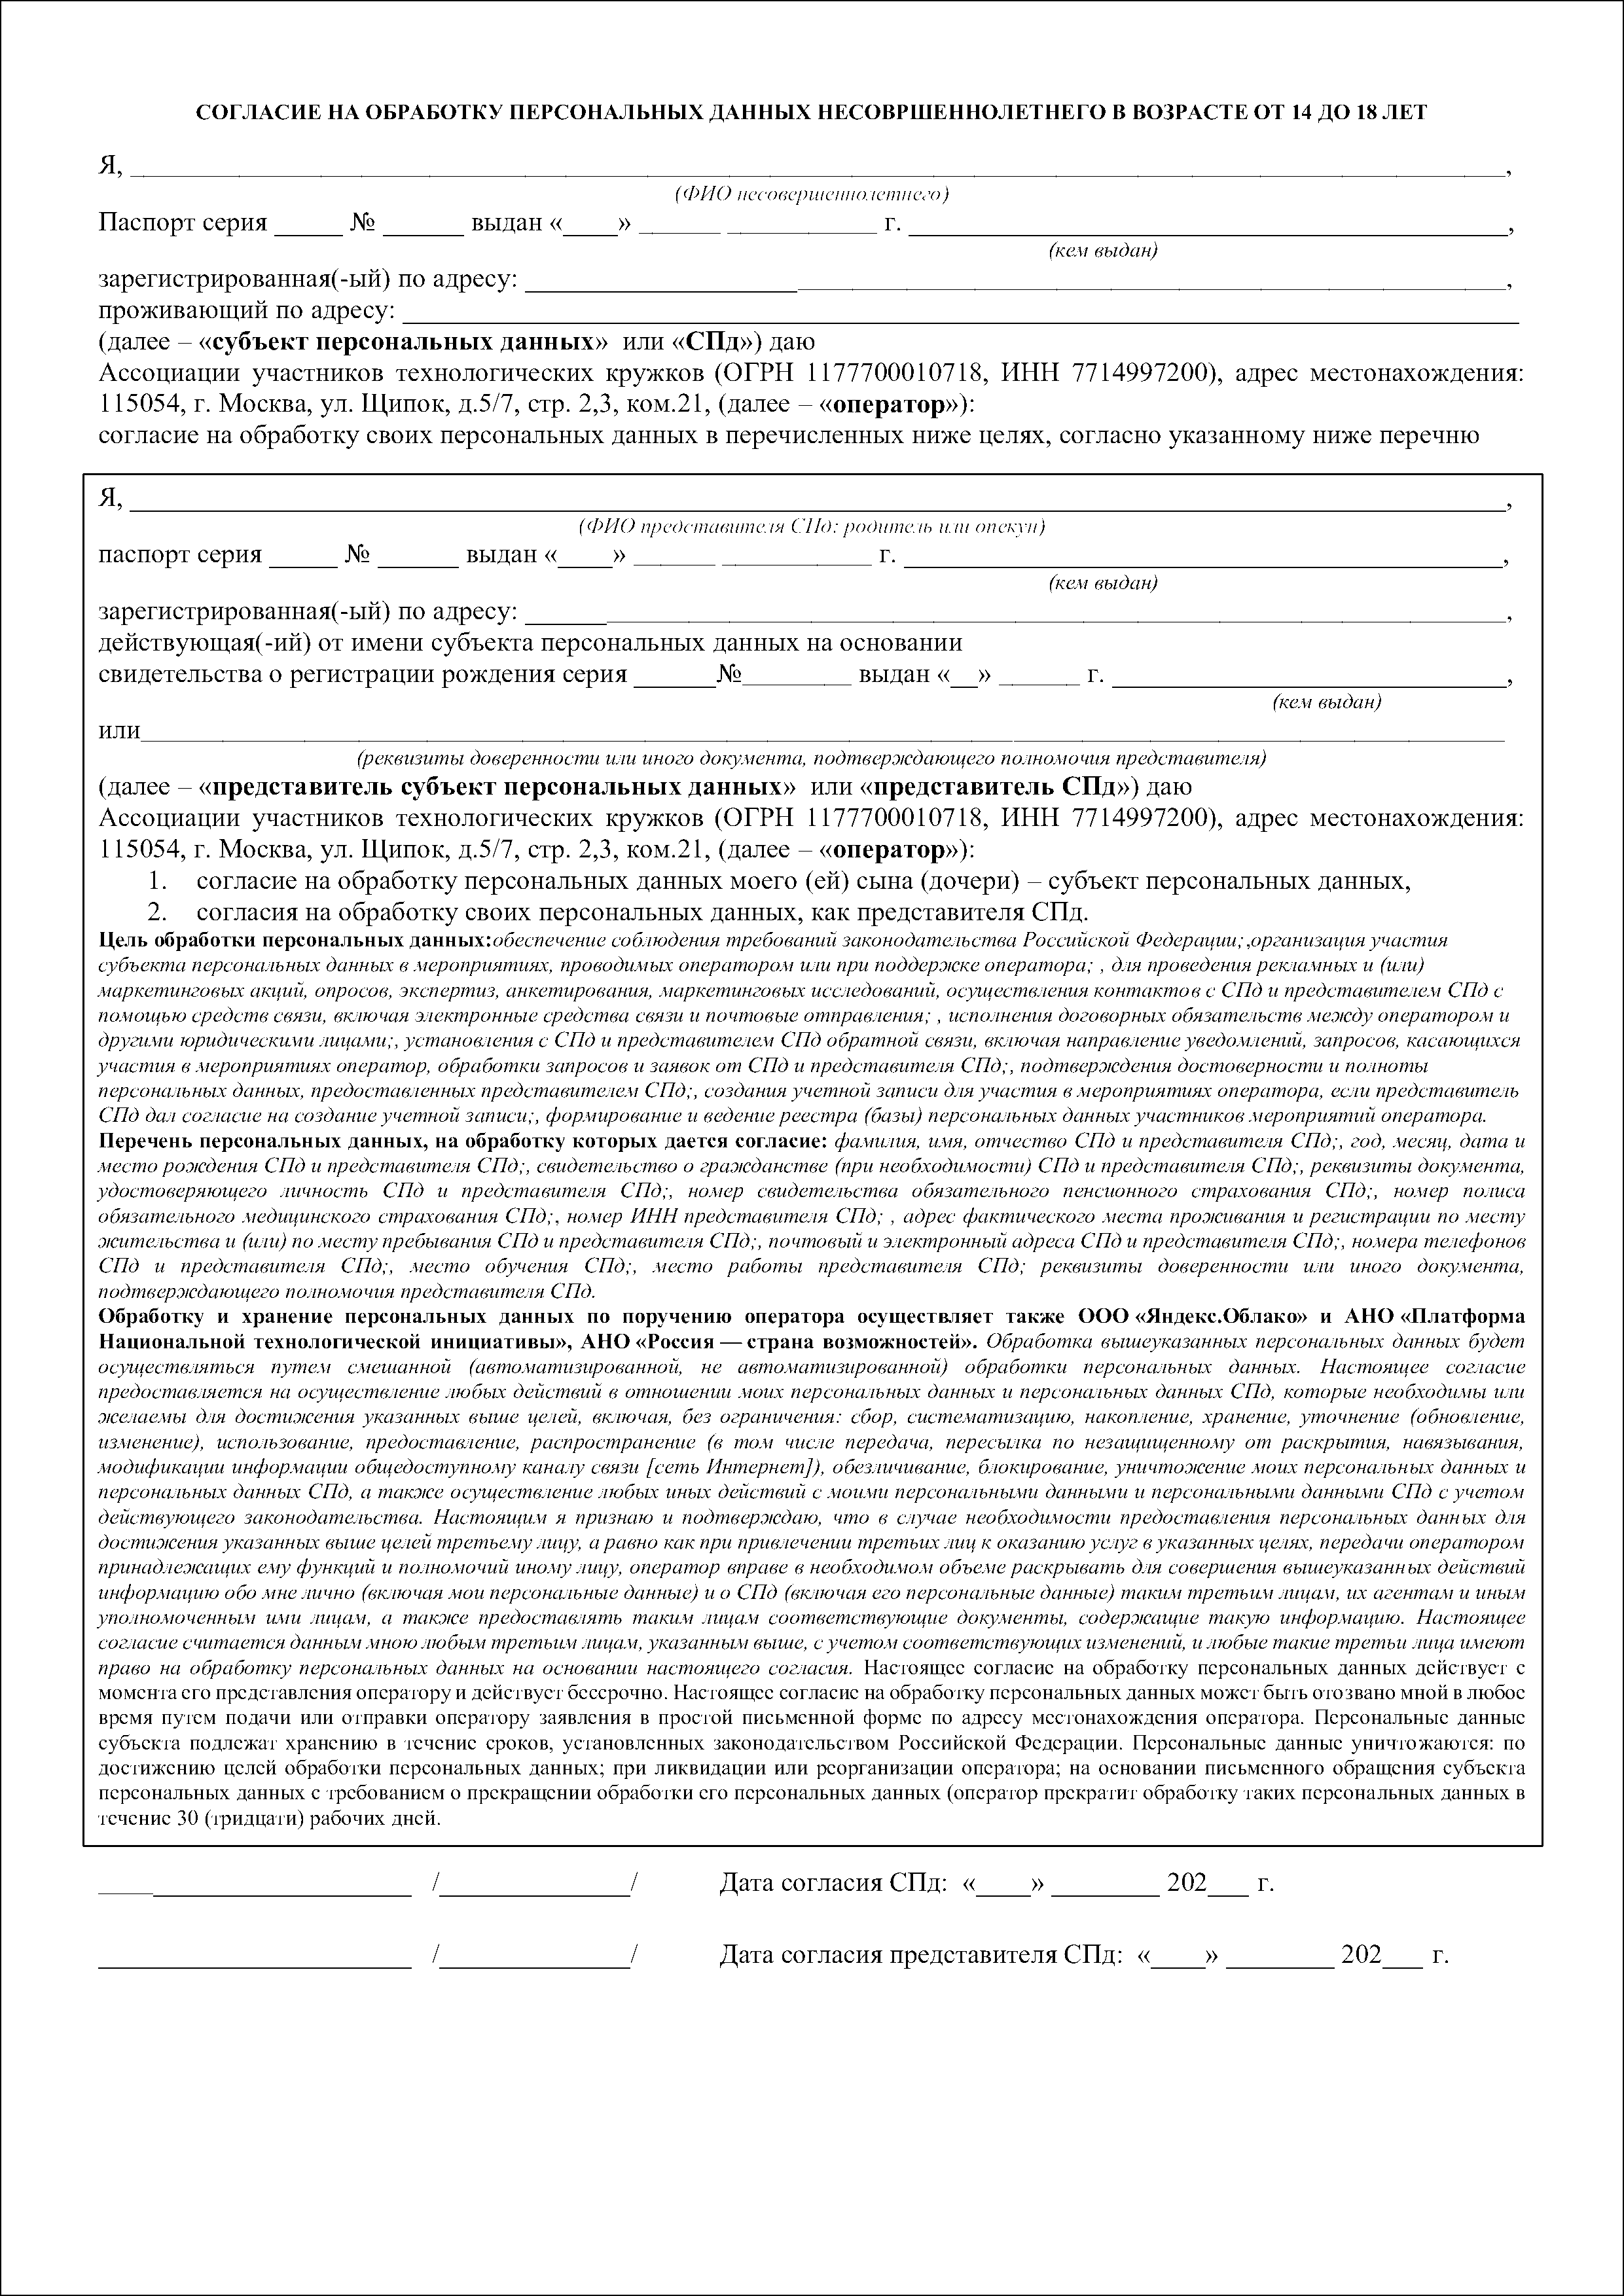 СОГЛАСИЕ НА ОБРАБОТКУ ПЕРСОНАЛЬНЫХ ДАННЫХ НЕСОВРШЕННОЛЕТНЕГО В ВОЗРАСТЕ ОТ 14 ДО 18 ЛЕТ
Я, ______________________________________________________________________,
(ФИО несовершеннолетнего)
Паспорт серия _____ № ______ выдан «____» ______ ___________ г. ____________________________________________,
(кем выдан)
зарегистрированная(-ый) по адресу: ____________________________________________________________,
проживающий по адресу: ____________________________________________________________
(далее – «субъект персональных данных» или «СПд») даю
Ассоциации участников технологических кружков (ОГРН 1177700010718, ИНН 7714997200), адрес местонахождения:
115054, г. Москва, ул. Щипок, д.5/7, стр. 2,3, ком.21, (далее – «оператор»):
согласие на обработку своих персональных данных в перечисленных ниже целях, согласно указанному ниже перечню
Я, ______________________________________________________________________,
(ФИО представителя СПд: родитель или опекун)
паспорт серия _____ № ______ выдан «____» ______ ___________ г. ____________________________________________,
(кем выдан)
зарегистрированная(-ый) по адресу: ____________________________________________________________,
действующая(-ий) от имени субъекта персональных данных на основании
свидетельства о регистрации рождения серия ______№________ выдан «__» ______ г. _____________________________,
(кем выдан)
или______________________________________________________________________
(реквизиты доверенности или иного документа, подтверждающего полномочия представителя)
(далее – «представитель субъект персональных данных» или «представитель СПд») даю
Ассоциации участников технологических кружков (ОГРН 1177700010718, ИНН 7714997200), адрес местонахождения:
115054, г. Москва, ул. Щипок, д.5/7, стр. 2,3, ком.21, (далее – «оператор»):
1. согласие на обработку персональных данных моего (ей) сына (дочери) – субъект персональных данных,
2. согласия на обработку своих персональных данных, как представителя СПд.
Цель обработки персональных данных:обеспечение соблюдения требований законодательства Российской Федерации;,организация участия
субъекта персональных данных в мероприятиях, проводимых оператором или при поддержке оператора; , для проведения рекламных и (или)
маркетинговых акций, опросов, экспертиз, анкетирования, маркетинговых исследований, осуществления контактов с СПд и представителем СПд с
помощью средств связи, включая электронные средства связи и почтовые отправления; , исполнения договорных обязательств между оператором и
другими юридическими лицами;, установления с СПд и представителем СПд обратной связи, включая направление уведомлений, запросов, касающихся
участия в мероприятиях оператор, обработки запросов и заявок от СПд и представителя СПд;, подтверждения достоверности и полноты
персональных данных, предоставленных представителем СПд;, создания учетной записи для участия в мероприятиях оператора, если представитель
СПд дал согласие на создание учетной записи;, формирование и ведение реестра (базы) персональных данных участников мероприятий оператора.
Перечень персональных данных, на обработку которых дается согласие: фамилия, имя, отчество СПд и представителя СПд;, год, месяц, дата и
место рождения СПд и представителя СПд;, свидетельство о гражданстве (при необходимости) СПд и представителя СПд;, реквизиты документа,
удостоверяющего личность СПд и представителя СПд;, номер свидетельства обязательного пенсионного страхования СПд;, номер полиса
обязательного медицинского страхования СПд;, номер ИНН представителя СПд; , адрес фактического места проживания и регистрации по месту
жительства и (или) по месту пребывания СПд и представителя СПд;, почтовый и электронный адреса СПд и представителя СПд;, номера телефонов
СПд и представителя СПд;, место обучения СПд;, место работы представителя СПд; реквизиты доверенности или иного документа,
подтверждающего полномочия представителя СПд.
Обработку и хранение персональных данных по поручению оператора осуществляет также ООО «Яндекс.Облако» и АНО «Платформа
Национальной технологической инициативы», АНО «Россия — страна возможностей». Обработка вышеуказанных персональных данных будет
осуществляться путем смешанной (автоматизированной, не автоматизированной) обработки персональных данных. Настоящее согласие
предоставляется на осуществление любых действий в отношении моих персональных данных и персональных данных СПд, которые необходимы или
желаемы для достижения указанных выше целей, включая, без ограничения: сбор, систематизацию, накопление, хранение, уточнение (обновление,
изменение), использование, предоставление, распространение (в том числе передача, пересылка по незащищенному от раскрытия, навязывания,
модификации информации общедоступному каналу связи [сеть Интернет]), обезличивание, блокирование, уничтожение моих персональных данных и
персональных данных СПд, а также осуществление любых иных действий с моими персональными данными и персональными данными СПд с учетом
действующего законодательства. Настоящим я признаю и подтверждаю, что в случае необходимости предоставления персональных данных для
достижения указанных выше целей третьему лицу, а равно как при привлечении третьих лиц к оказанию услуг в указанных целях, передачи оператором
принадлежащих ему функций и полномочий иному лицу, оператор вправе в необходимом объеме раскрывать для совершения вышеуказанных действий
информацию обо мне лично (включая мои персональные данные) и о СПд (включая его персональные данные) таким третьим лицам, их агентам и иным
уполномоченным ими лицам, а также предоставлять таким лицам соответствующие документы, содержащие такую информацию. Настоящее
согласие считается данным мною любым третьим лицам, указанным выше, с учетом соответствующих изменений, и любые такие третьи лица имеют
право на обработку персональных данных на основании настоящего согласия. Настоящее согласие на обработку персональных данных действует с
момента его представления оператору и действует бессрочно. Настоящее согласие на обработку персональных данных может быть отозвано мной в любое
время путем подачи или отправки оператору заявления в простой письменной форме по адресу местонахождения оператора. Персональные данные
субъекта подлежат хранению в течение сроков, установленных законодательством Российской Федерации. Персональные данные уничтожаются: по
достижению целей обработки персональных данных; при ликвидации или реорганизации оператора; на основании письменного обращения субъекта
персональных данных с требованием о прекращении обработки его персональных данных (оператор прекратит обработку таких персональных данных в
течение 30 (тридцати) рабочих дней.
_______________________ /______________/ Дата согласия СПд: «____» ________ 202___ г.
_______________________ /______________/ Дата согласия представителя СПд: «____» ________ 202___ г.